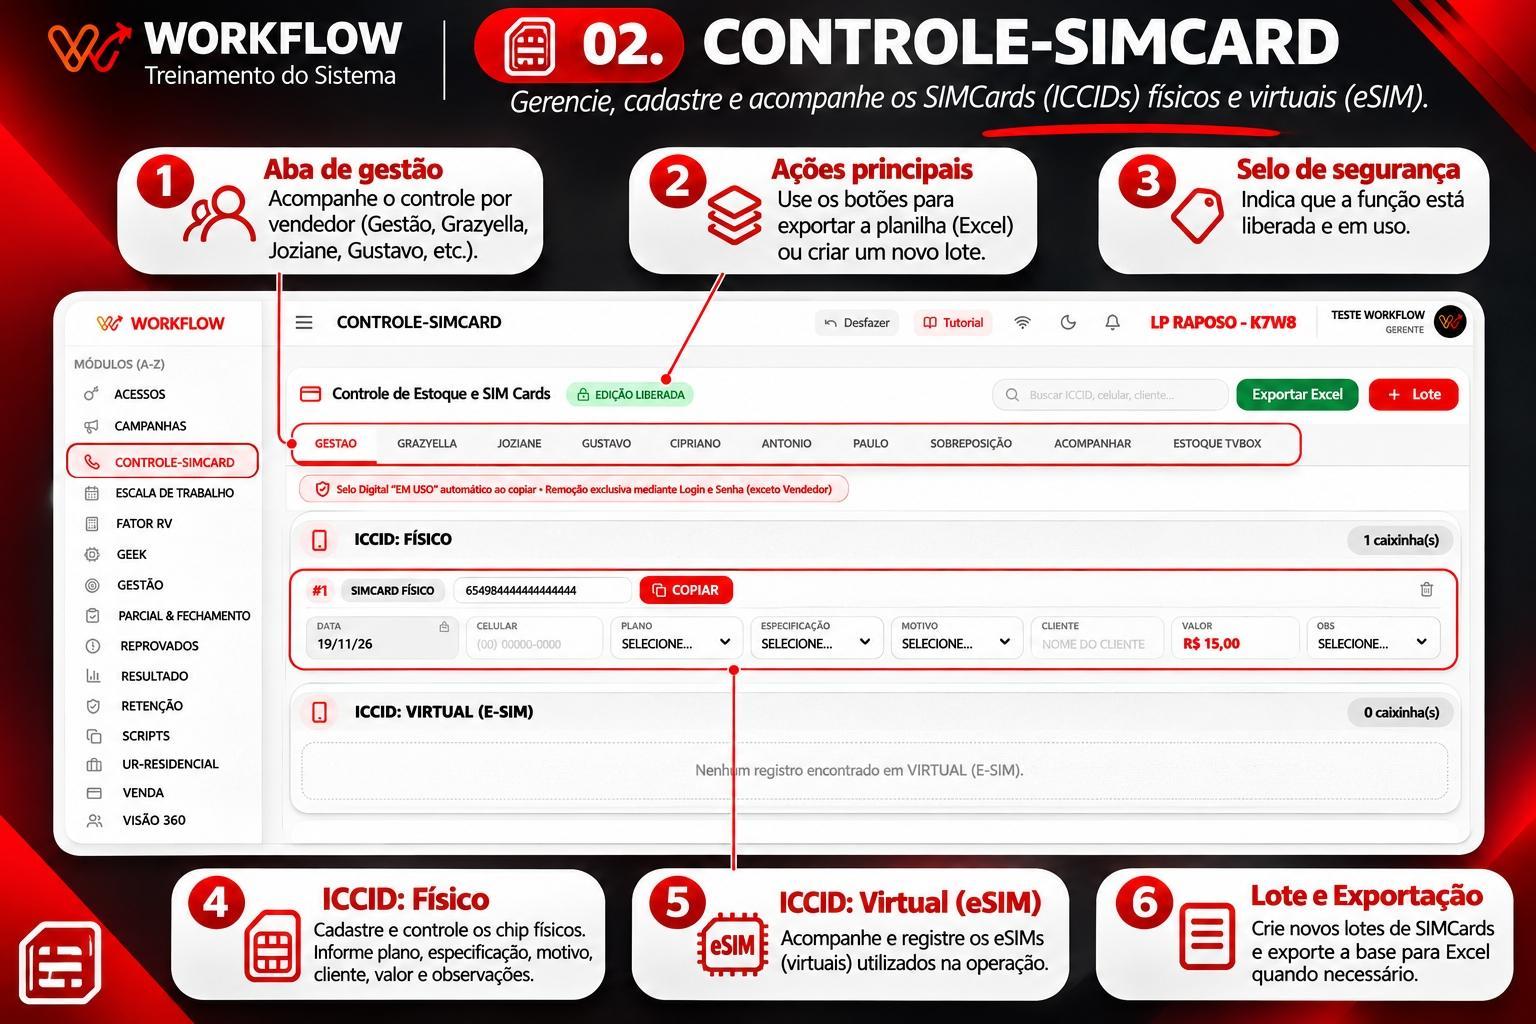 WORKFLOW
Treinamento do Sistema
02.
CONTROLE-SIMCARD
Gerencie, cadastre e acompanhe os SIMCards (ICCIDs) físicos e virtuais (eSIM).
1
Aba de gestão
Acompanhe o controle por
vendedor (Gestão, Grazyella,
Joziane, Gustavo, etc.).
2
Ações principais
Use os botões para
exportar a planilha (Excel)
ou criar um novo lote.
3
Selo de segurança
Indica que a função está
liberada e em uso.
WORKFLOW
CONTROLE-SIMCARD
Desfazer
Tutorial
LP RAPOSO - K7W8
TESTE WORKFLOW
GERENTE
MÓDULOS (A-Z)
ACESSOS
CAMPANHAS
CONTROLE-SIMCARD
ESCALA DE TRABALHO
FATOR RV
GEEK
GESTÃO
PARCIAL & FECHAMENTO
REPROVADOS
RESULTADO
RETENÇÃO
SCRIPTS
UR-RESIDENCIAL
VENDA
VISÃO 360
Controle de Estoque e SIM Cards
EDIÇÃO LIBERADA
Buscar ICCID, celular, cliente...
Exportar Excel
+ Lote
GESTAO
GRAZYELLA
JOZIANE
GUSTAVO
CIPRIANO
ANTONIO
PAULO
SOBREPOSIÇÃO
ACOMPANHAR
ESTOQUE TVBOX
Selo Digital "EM USO" automático ao copiar • Remoção exclusiva mediante Login e Senha (exceto Vendedor)
ICCID: FÍSICO
1 caixinha(s)
#1
SIMCARD FÍSICO
654984444444444444
COPIAR
DATA
19/11/26
CELULAR
(00) 00000-0000
PLANO
SELECIONE...
ESPECIFICAÇÃO
SELECIONE...
MOTIVO
SELECIONE...
CLIENTE
NOME DO CLIENTE
VALOR
R$ 15,00
OBS
SELECIONE...
ICCID: VIRTUAL (E-SIM)
0 caixinha(s)
Nenhum registro encontrado em VIRTUAL (E-SIM).
4
ICCID: Físico
Cadastre e controle os chip físicos.
Informe plano, especificação, motivo,
cliente, valor e observações.
5
eSIM
ICCID: Virtual (eSIM)
Acompanhe e registre os eSIMs
(virtuais) utilizados na operação.
6
Lote e Exportação
Crie novos lotes de SIMCards
e exporte a base para Excel
quando necessário.